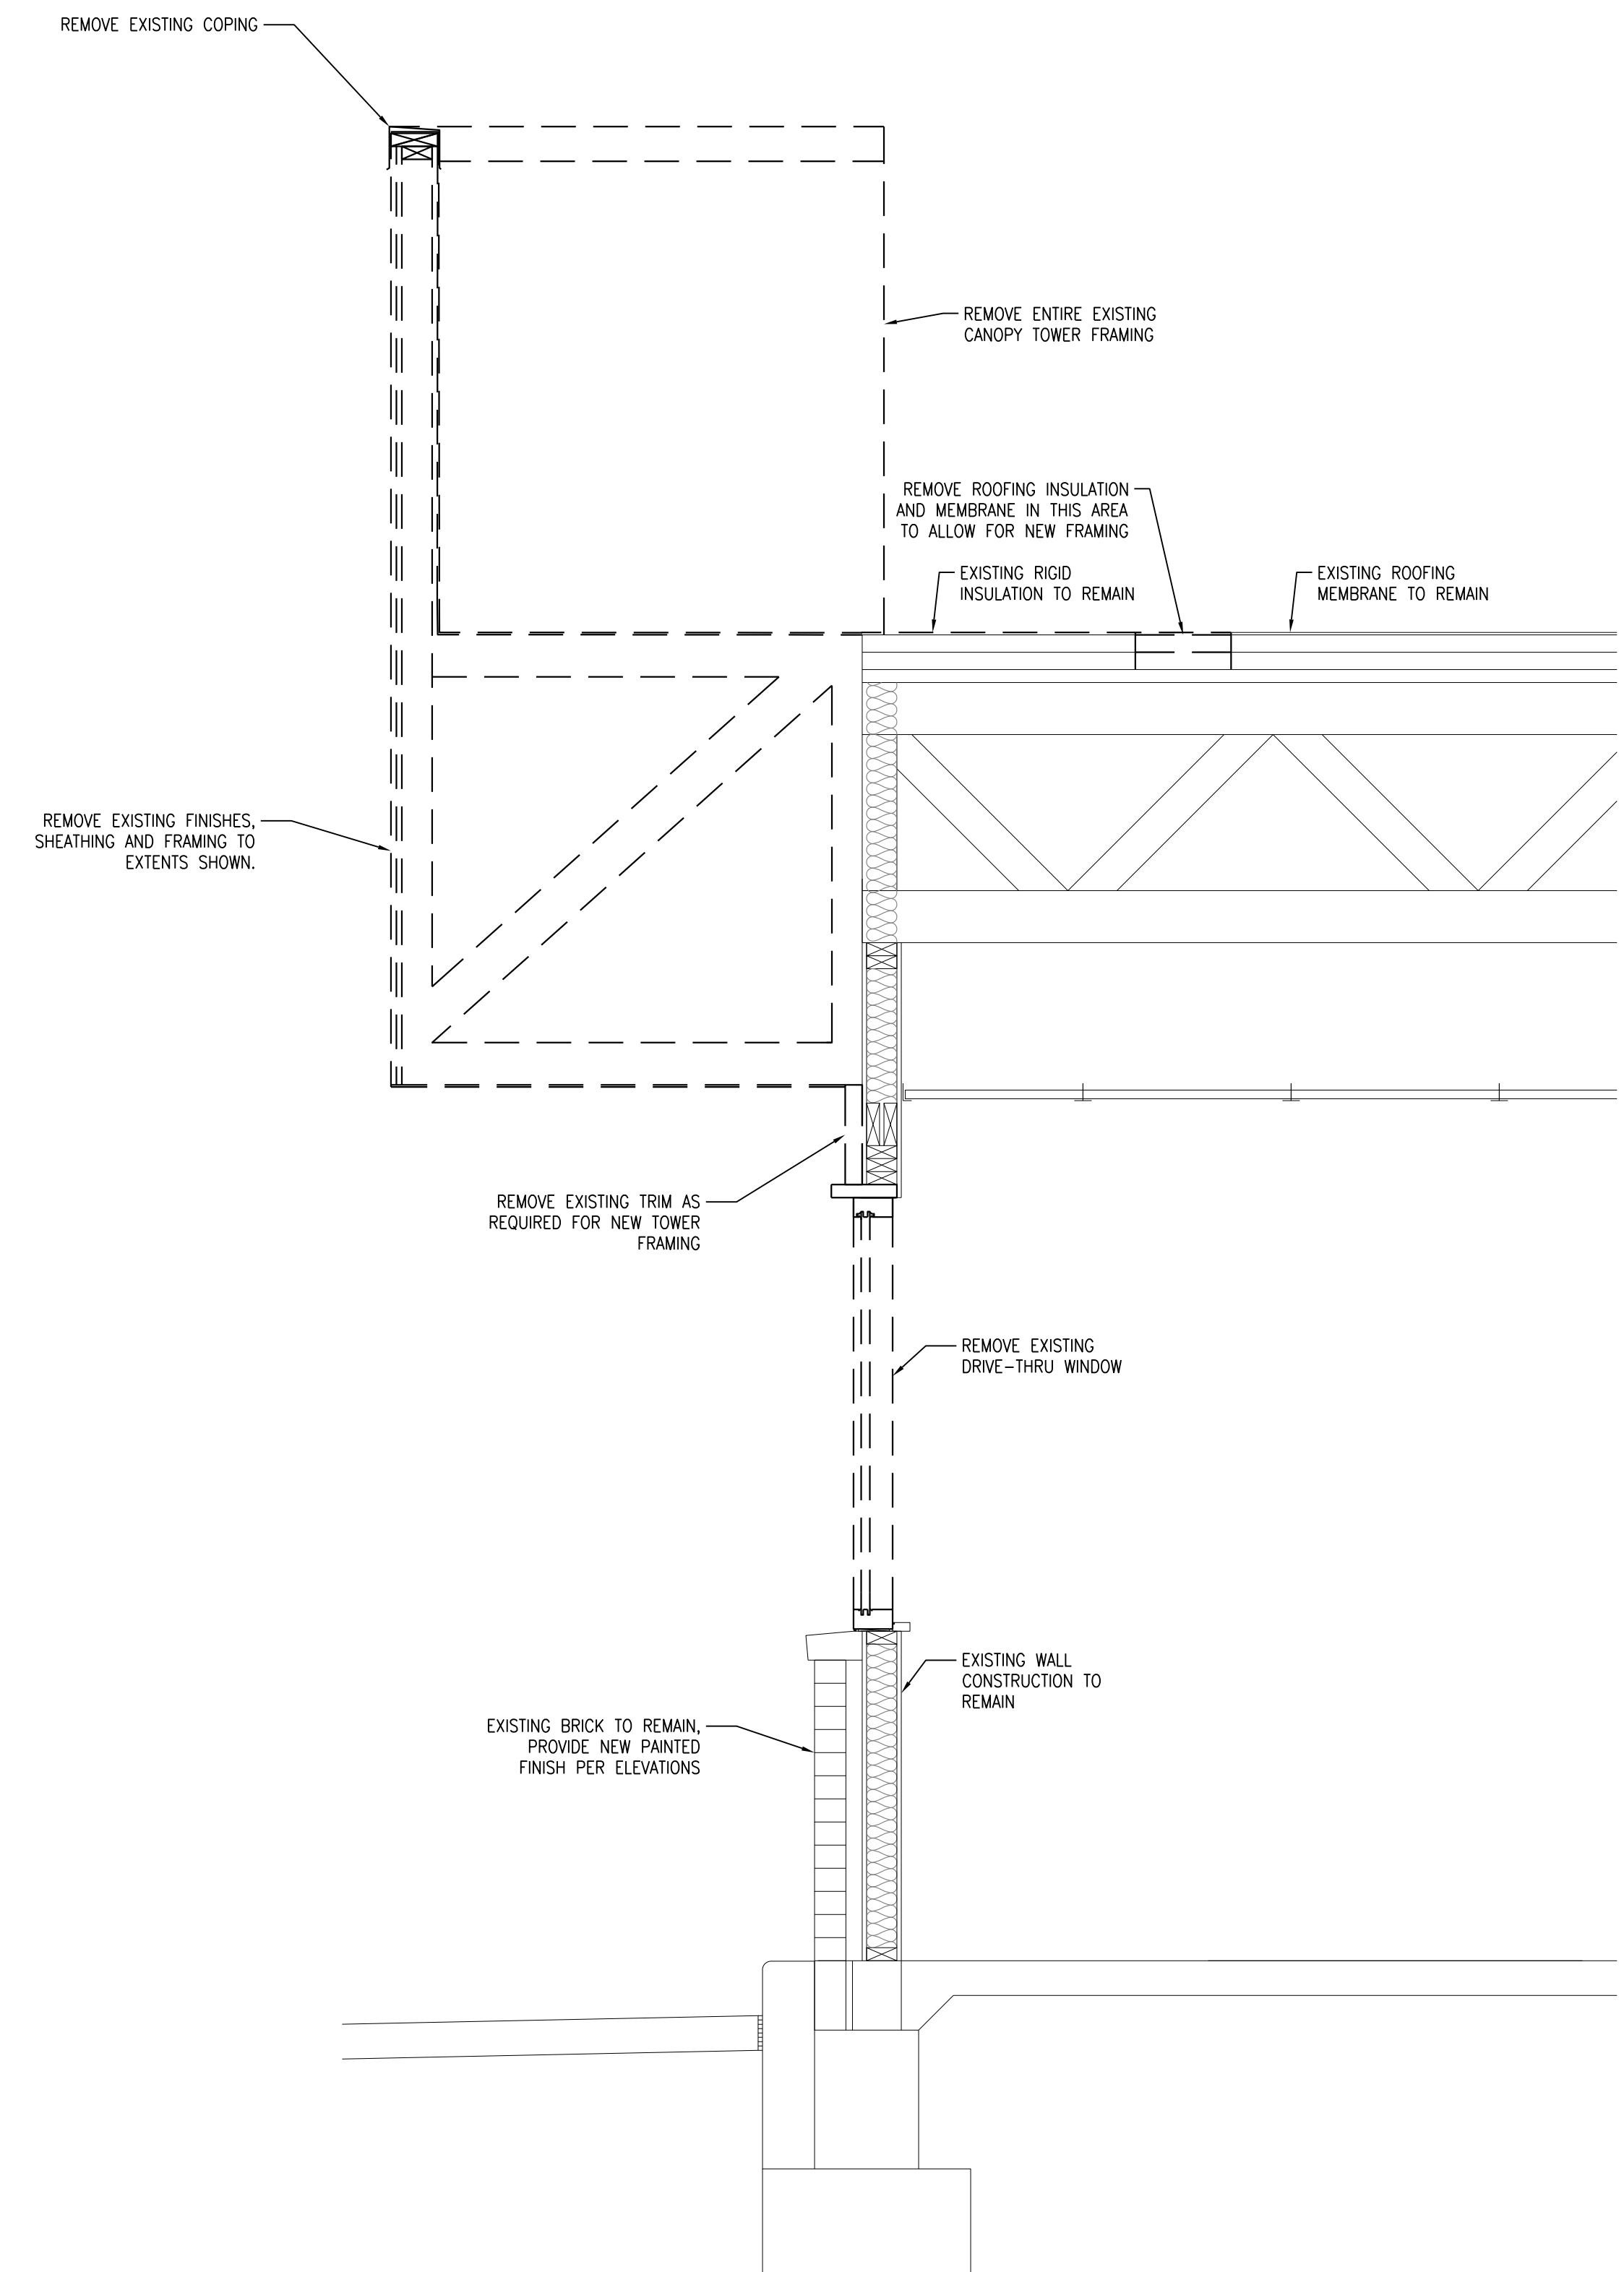 REMOVE EXISTING COPING
REMOVE ENTIRE EXISTING
CANOPY TOWER FRAMING
REMOVE ROOFING INSULATION
AND MEMBRANE IN THIS AREA
TO ALLOW FOR NEW FRAMING
EXISTING RIGID
INSULATION TO REMAIN
EXISTING ROOFING
MEMBRANE TO REMAIN
REMOVE EXISTING FINISHES,
SHEATHING AND FRAMING TO
EXTENTS SHOWN.
REMOVE EXISTING TRIM AS
REQUIRED FOR NEW TOWER
FRAMING
REMOVE EXISTING
DRIVE-THRU WINDOW
EXISTING WALL
CONSTRUCTION TO
REMAIN
EXISTING BRICK TO REMAIN,
PROVIDE NEW PAINTED
FINISH PER ELEVATIONS